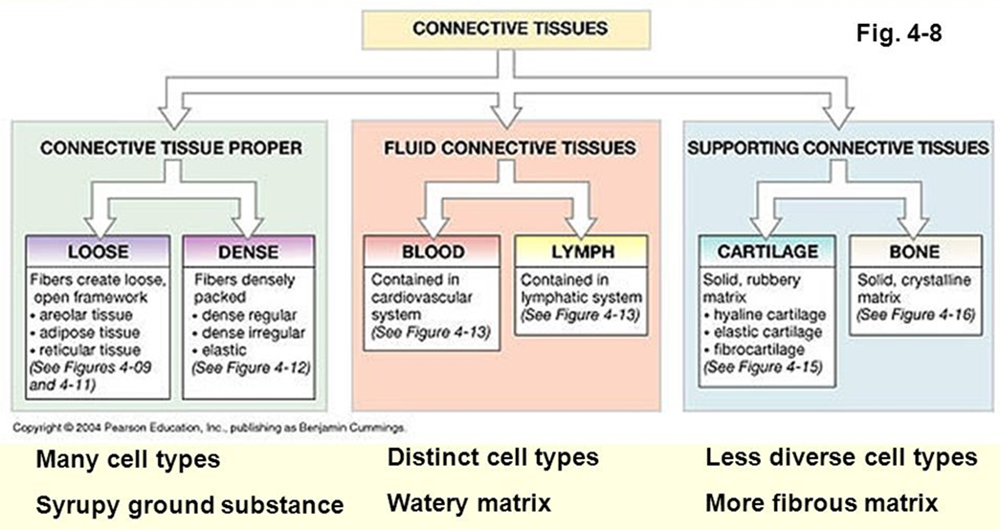 CONNECTIVE TISSUES
Fig. 4-8
CONNECTIVE TISSUE PROPER
LOOSE
Fibers create loose,
open framework
• areolar tissue
• adipose tissue
• reticular tissue
(See Figures 4-09
and 4-11)
DENSE
Fibers densely
packed
• dense regular
• dense irregular
• elastic
(See Figure 4-12)
FLUID CONNECTIVE TISSUES
BLOOD
Contained in
cardiovascular
system
(See Figure 4-13)
LYMPH
Contained in
lymphatic system
(See Figure 4-13)
SUPPORTING CONNECTIVE TISSUES
CARTILAGE
Solid, rubbery
matrix
• hyaline cartilage
• elastic cartilage
• fibrocartilage
(See Figure 4-15)
BONE
Solid, crystalline
matrix
(See Figure 4-16)
Copyright © 2004 Pearson Education, Inc., publishing as Benjamin Cummings.
Many cell types
Syrupy ground substance
Distinct cell types
Watery matrix
Less diverse cell types
More fibrous matrix